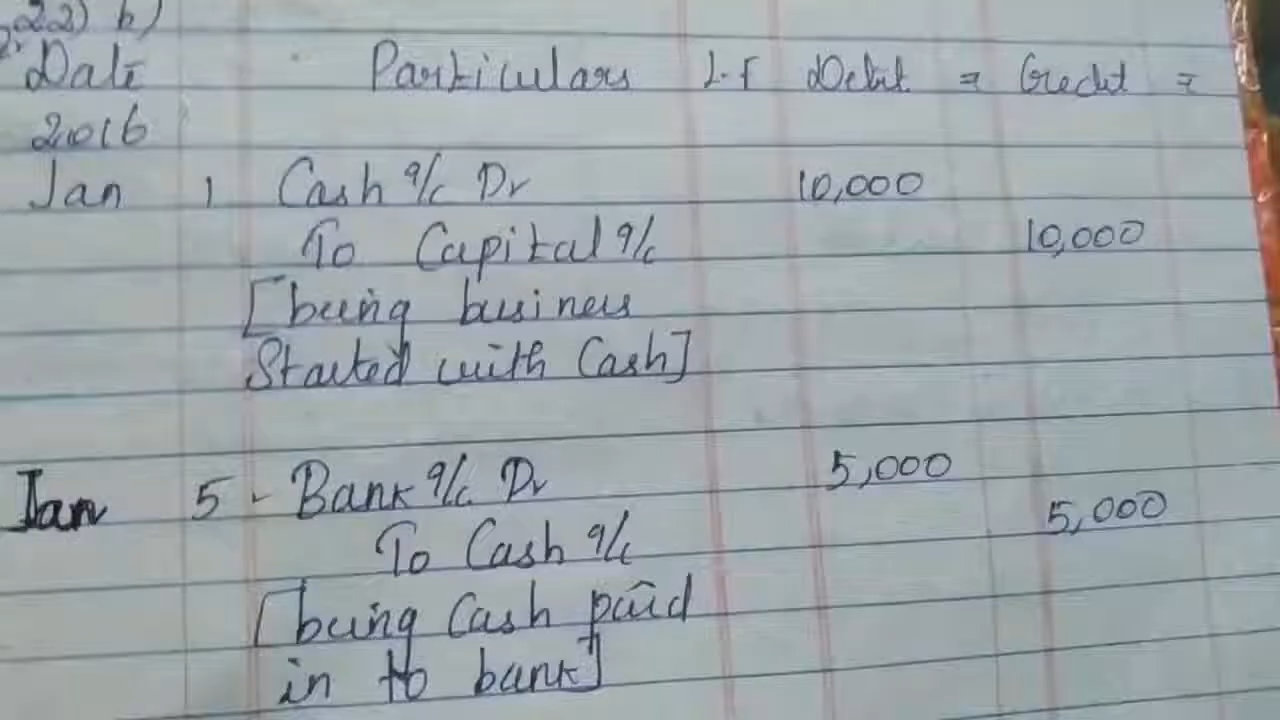 22) b)
Date Particulars L.F Debit = Credit =
2016
Jan 1 Cash a/c Dr 10,000
To Capital a/c 10,000
[being business
Started with Cash]
Jan 5 - Bank a/c Dr 5,000
To Cash a/c 5,000
[being Cash paid
in to bank]